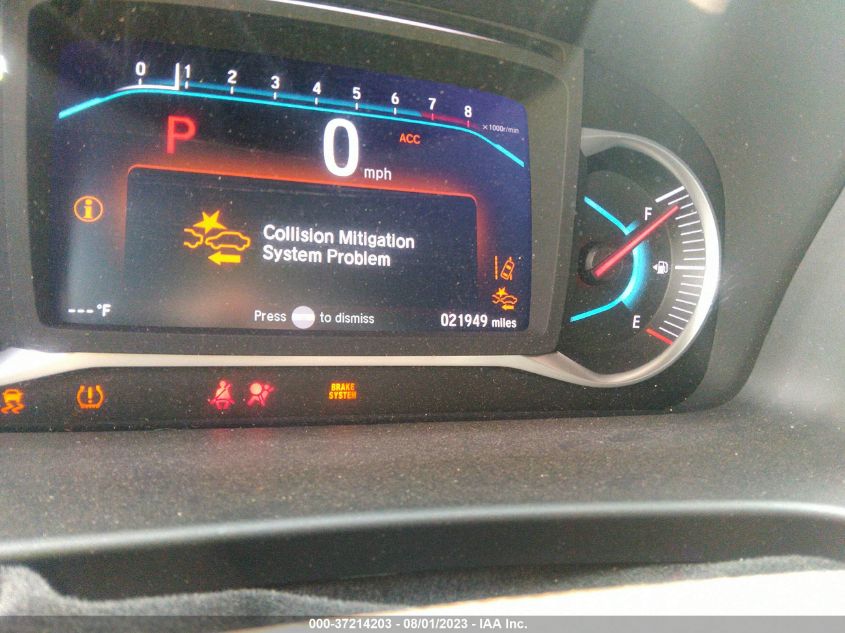 0 1 2 3 4 5 6 7 8
×1000r/min
P
0 mph
ACC
F
i
Collision Mitigation
System Problem
E
---°F
Press to dismiss
021949 miles
BRAKE
SYSTEM
000-37214203 - 08/01/2023 - IAA Inc.